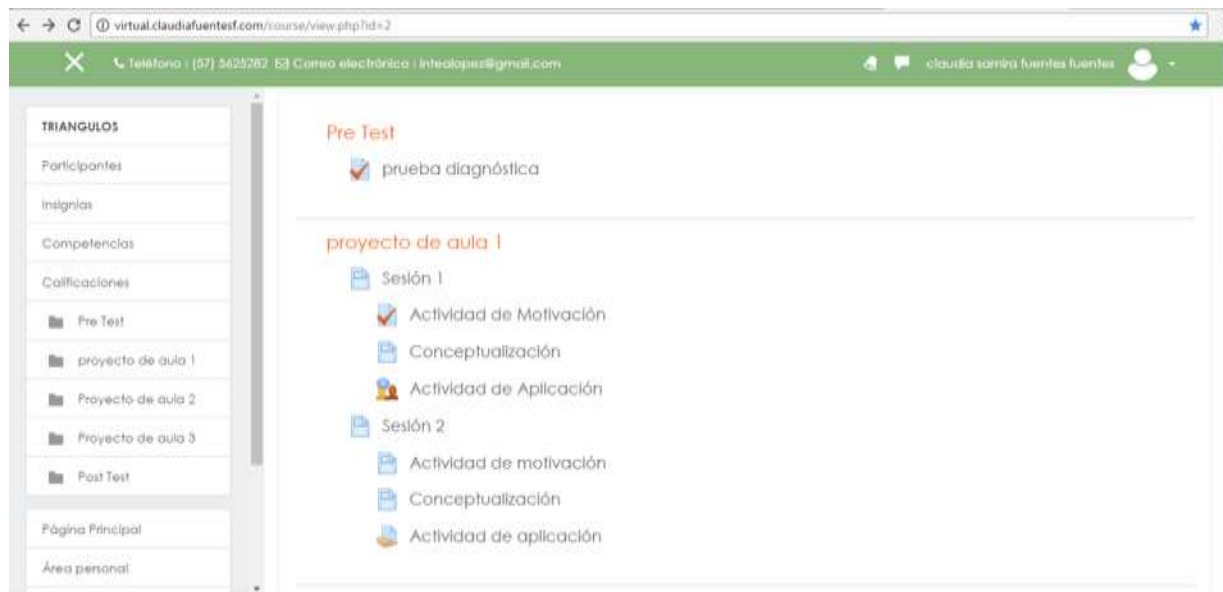 virtual.claudiafuentesf.com/course/view.php?id=2
Teléfono : (57) 5625282 Correo electrónico : intealopez@gmail.com
claudia samira fuentes fuentes
TRIANGULOS
Participantes
Insignias
Competencias
Calificaciones
Pre Test
proyecto de aula 1
Proyecto de aula 2
Proyecto de aula 3
Post Test
Página Principal
Área personal
Pre Test
prueba diagnóstica
proyecto de aula 1
Sesión 1
Actividad de Motivación
Conceptualización
Actividad de Aplicación
Sesión 2
Actividad de motivación
Conceptualización
Actividad de aplicación